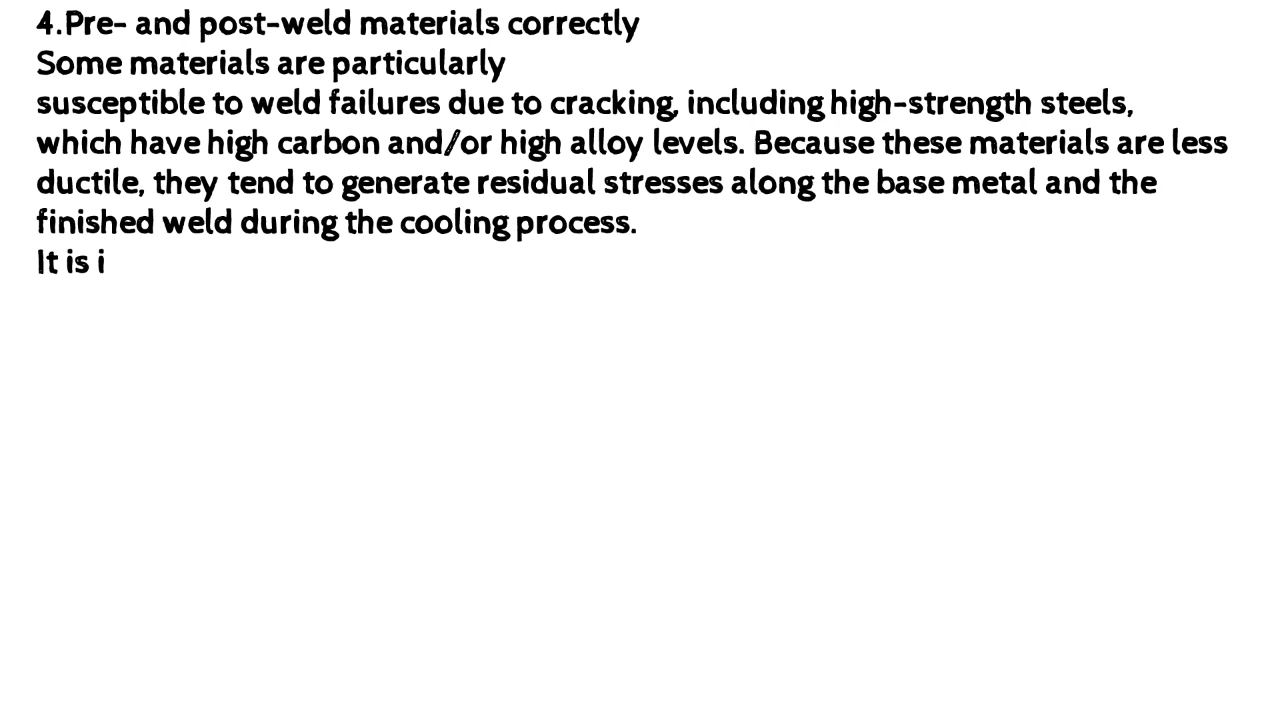 4.Pre- and post-weld materials correctly
Some materials are particularly
susceptible to weld failures due to cracking, including high-strength steels,
which have high carbon and/or high alloy levels. Because these materials are less
ductile, they tend to generate residual stresses along the base metal and the
finished weld during the cooling process.
It is i